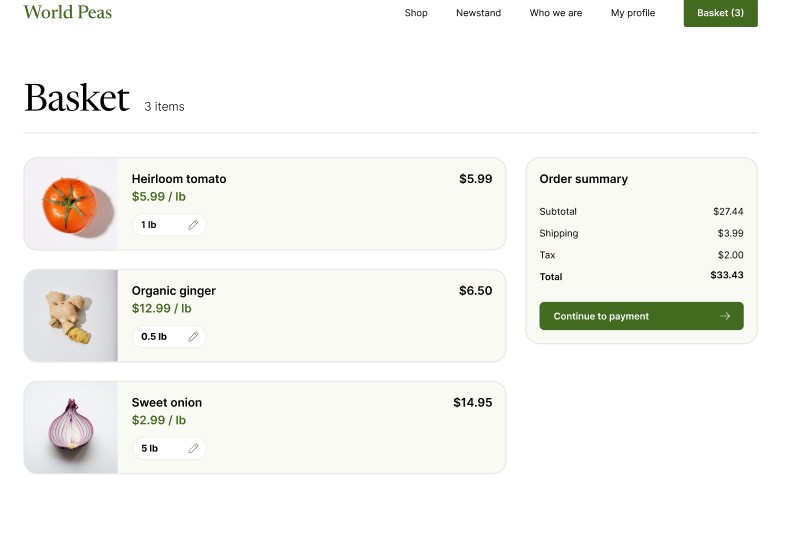 World Peas
Shop Newstand Who we are My profile Basket (3)
Basket 3 items
Heirloom tomato $5.99
$5.99 / lb
1 lb
Organic ginger $6.50
$12.99 / lb
0.5 lb
Sweet onion $14.95
$2.99 / lb
5 lb
Order summary
Subtotal $27.44
Shipping $3.99
Tax $2.00
Total $33.43
Continue to payment →